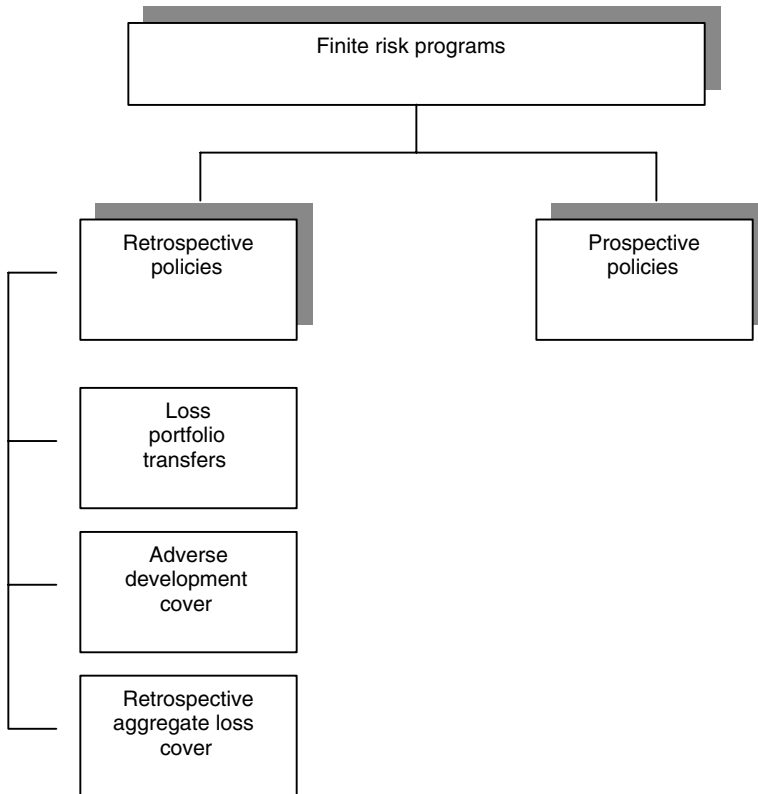 Finite risk programs
Retrospective
policies
Prospective
policies
Loss
portfolio
transfers
Adverse
development
cover
Retrospective
aggregate loss
cover